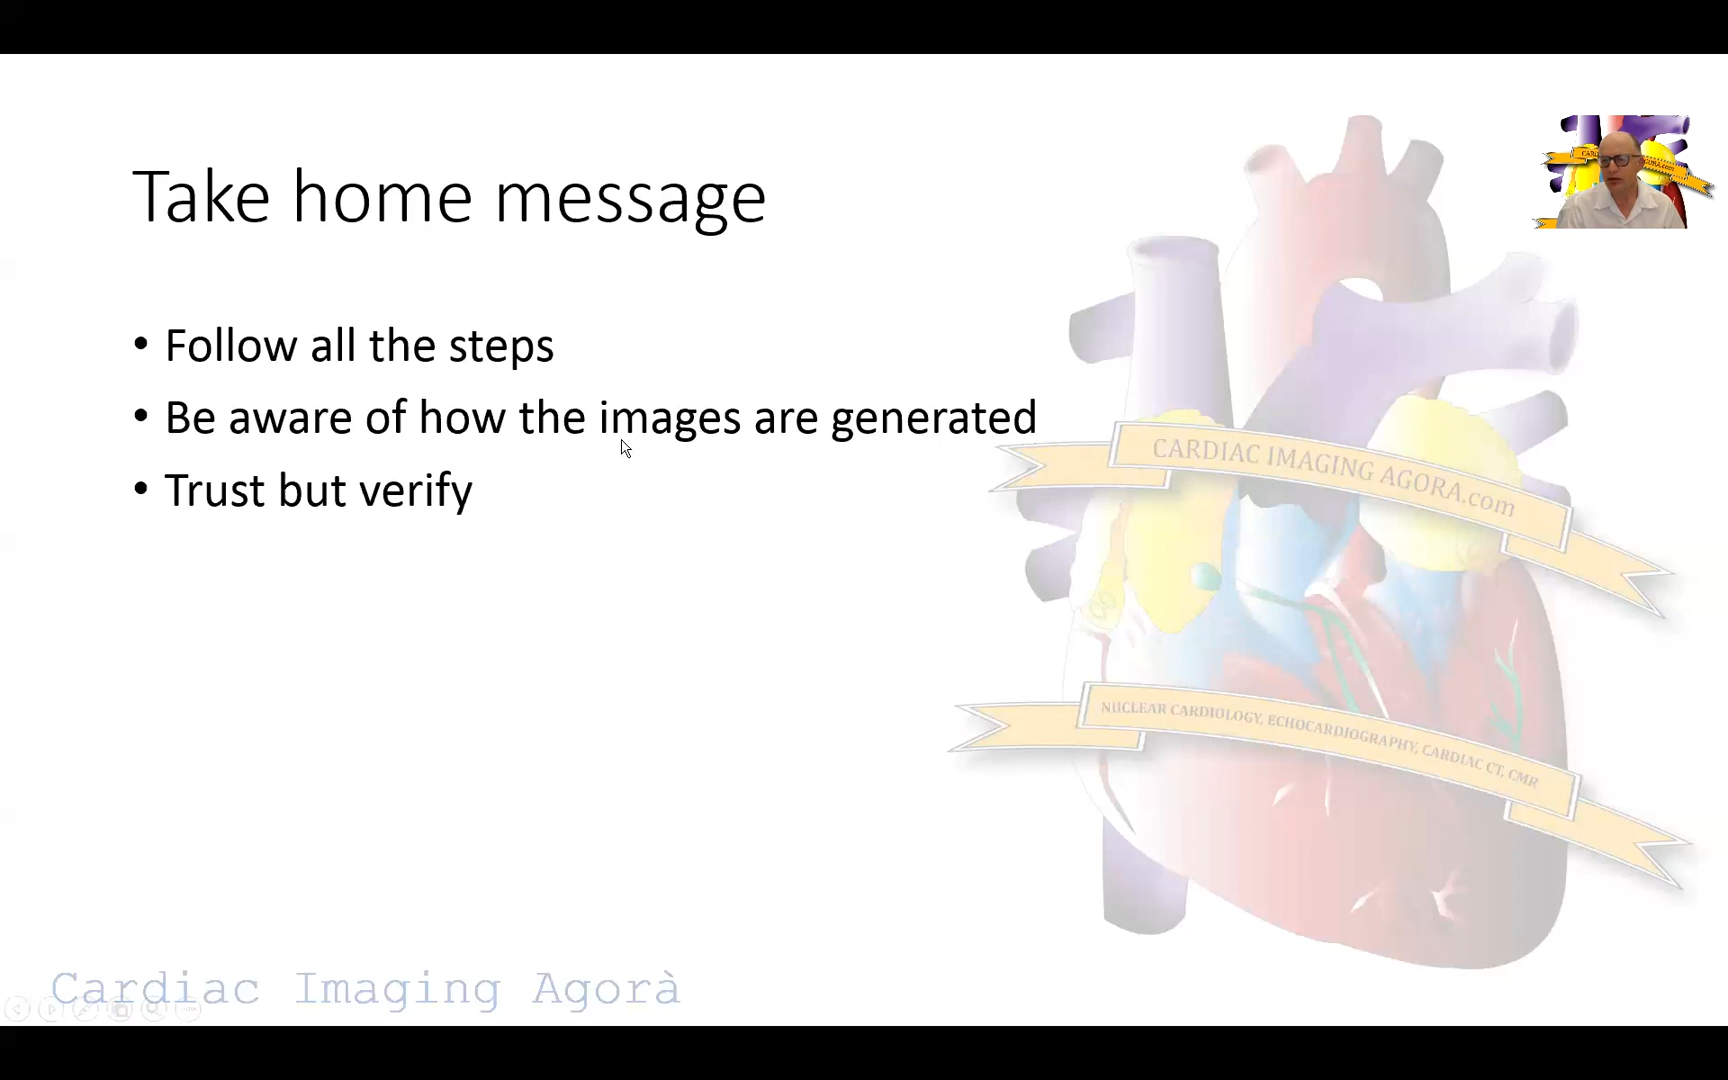 Take home message
• Follow all the steps
• Be aware of how the images are generated
• Trust but verify
CARDIAC IMAGING AGORA.com
NUCLEAR CARDIOLOGY, ECHOCARDIOGRAPHY, CARDIAC CT, CMR
Cardiac Imaging Agorà